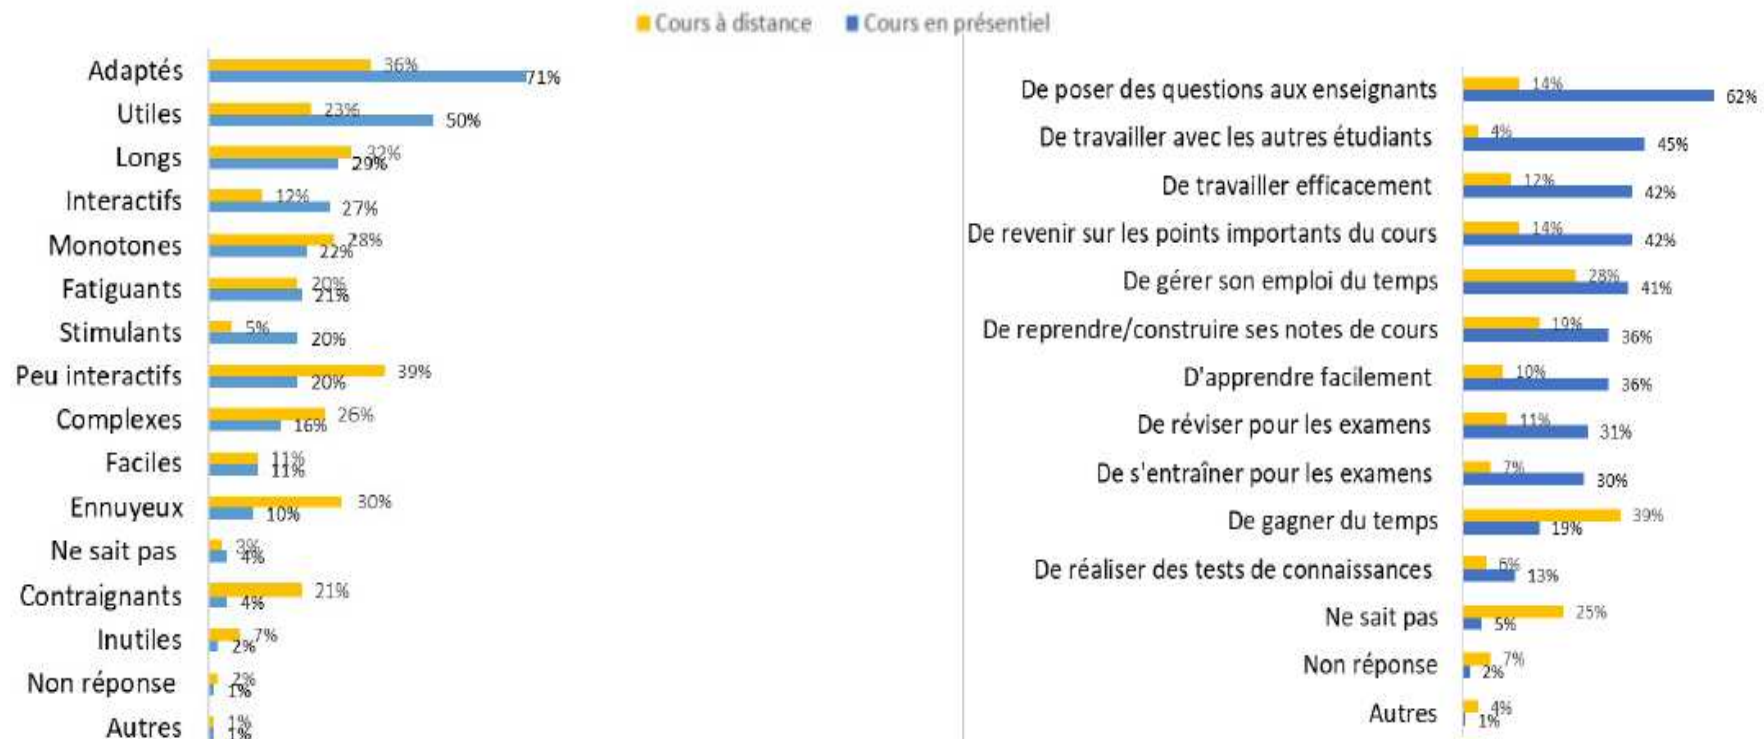 Cours à distance Cours en présentiel
Adaptés 36% 71%
Utiles 23% 50%
Longs 32% 29%
Interactifs 12% 27%
Monotones 28% 22%
Fatiguants 20% 21%
Stimulants 5% 20%
Peu interactifs 39% 20%
Complexes 26% 16%
Faciles 11% 11%
Ennuyeux 30% 10%
Ne sait pas 3% 4%
Contraignants 21% 4%
Inutiles 7% 2%
Non réponse 2% 1%
Autres 1% 1%
De poser des questions aux enseignants 14% 62%
De travailler avec les autres étudiants 4% 45%
De travailler efficacement 12% 42%
De revenir sur les points importants du cours 14% 42%
De gérer son emploi du temps 28% 41%
De reprendre/construire ses notes de cours 19% 36%
D'apprendre facilement 10% 36%
De réviser pour les examens 11% 31%
De s'entraîner pour les examens 7% 30%
De gagner du temps 39% 19%
De réaliser des tests de connaissances 6% 13%
Ne sait pas 25% 5%
Non réponse 7% 2%
Autres 4% 1%